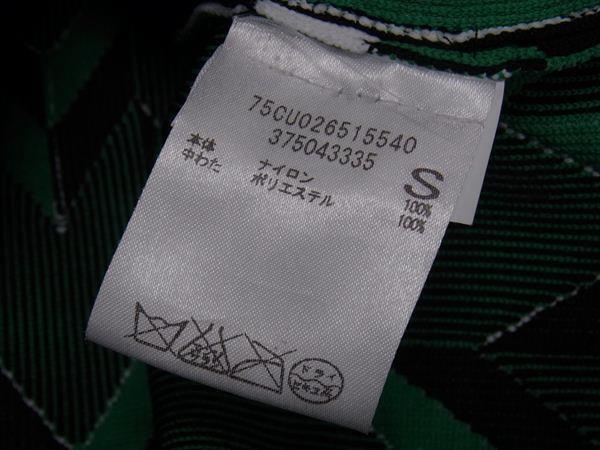 75CU026515540
375043335
S
本体 ナイロン 100%
中わた ポリエステル 100%
ドライ